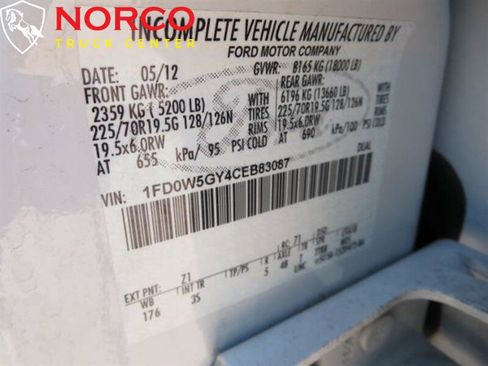 NORCO
TRUCK CENTER
INCOMPLETE VEHICLE MANUFACTURED BY
FORD MOTOR COMPANY
DATE: 05/12 GVWR: 8165 KG (18000 LB)
FRONT GAWR: REAR GAWR:
2359 KG (5200 LB) WITH 6196 KG (13660 LB) WITH
225/70R19.5G 128/126N TIRES 225/70R19.5G 128/126N TIRES
19.5x6.0RW RIMS 19.5x6.0RW RIMS
AT 655 kPa/ 95 PSI COLD AT 690 kPa/100 PSI COLD
DUAL
VIN: 1FD0W5GY4CEB83087
EXT PNT: Z1
WB INT TR TP/PS R AXLE TR SPR
176 3S 5 48 T